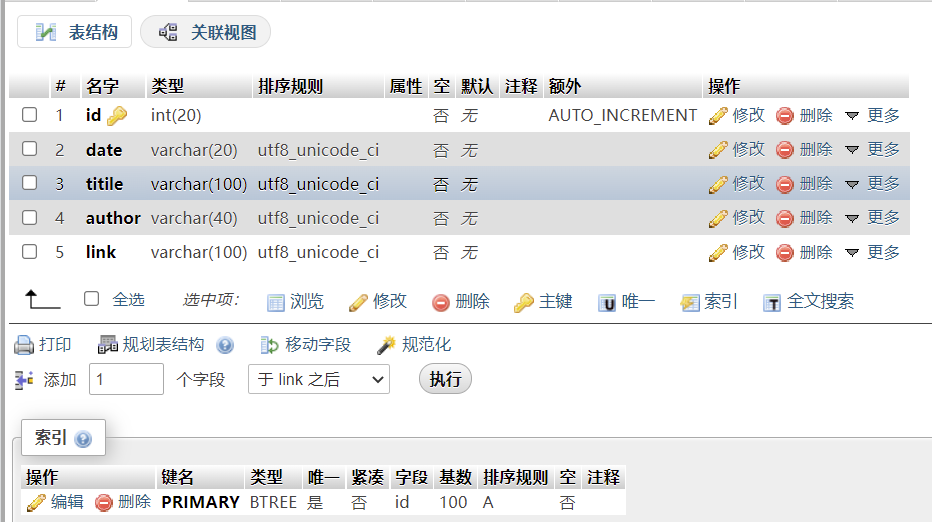 表结构 关联视图
# 名字 类型 排序规则 属性 空 默认 注释 额外 操作
1 id int(20) 否 无 AUTO_INCREMENT 修改 删除 更多
2 date varchar(20) utf8_unicode_ci 否 无 修改 删除 更多
3 titile varchar(100) utf8_unicode_ci 否 无 修改 删除 更多
4 author varchar(40) utf8_unicode_ci 否 无 修改 删除 更多
5 link varchar(100) utf8_unicode_ci 否 无 修改 删除 更多
全选 选中项: 浏览 修改 删除 主键 唯一 索引 全文搜索
打印 规划表结构 移动字段 规范化
添加 1 个字段 于 link 之后 执行
索引
操作 键名 类型 唯一 紧凑 字段 基数 排序规则 空 注释
编辑 删除 PRIMARY BTREE 是 否 id 100 A 否